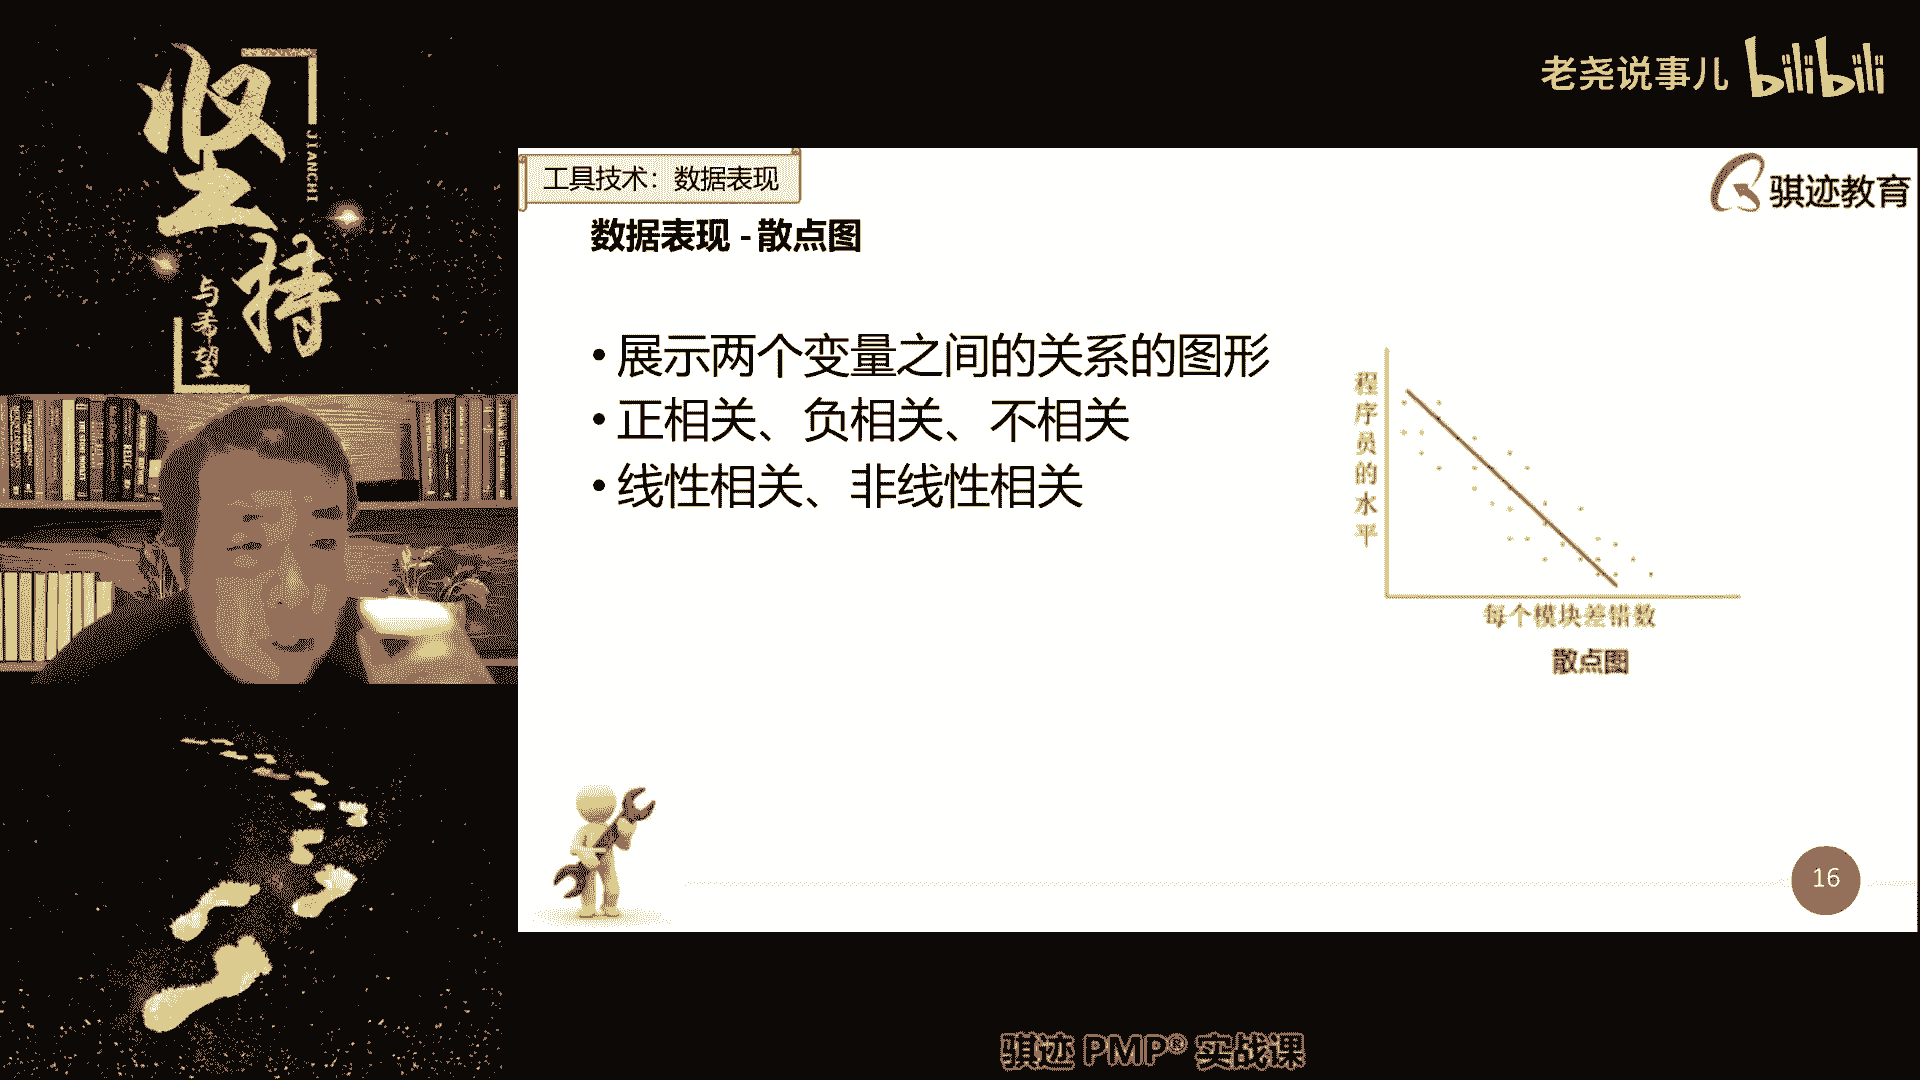 坚持
JIANCHI
与希望
老尧说事儿 bilibili
工具技术：数据表现
骐迹教育
数据表现 - 散点图
• 展示两个变量之间的关系的图形
• 正相关、负相关、不相关
• 线性相关、非线性相关
程序员的水平
每个模块差错数
散点图
16
骐迹 PMP® 实战课